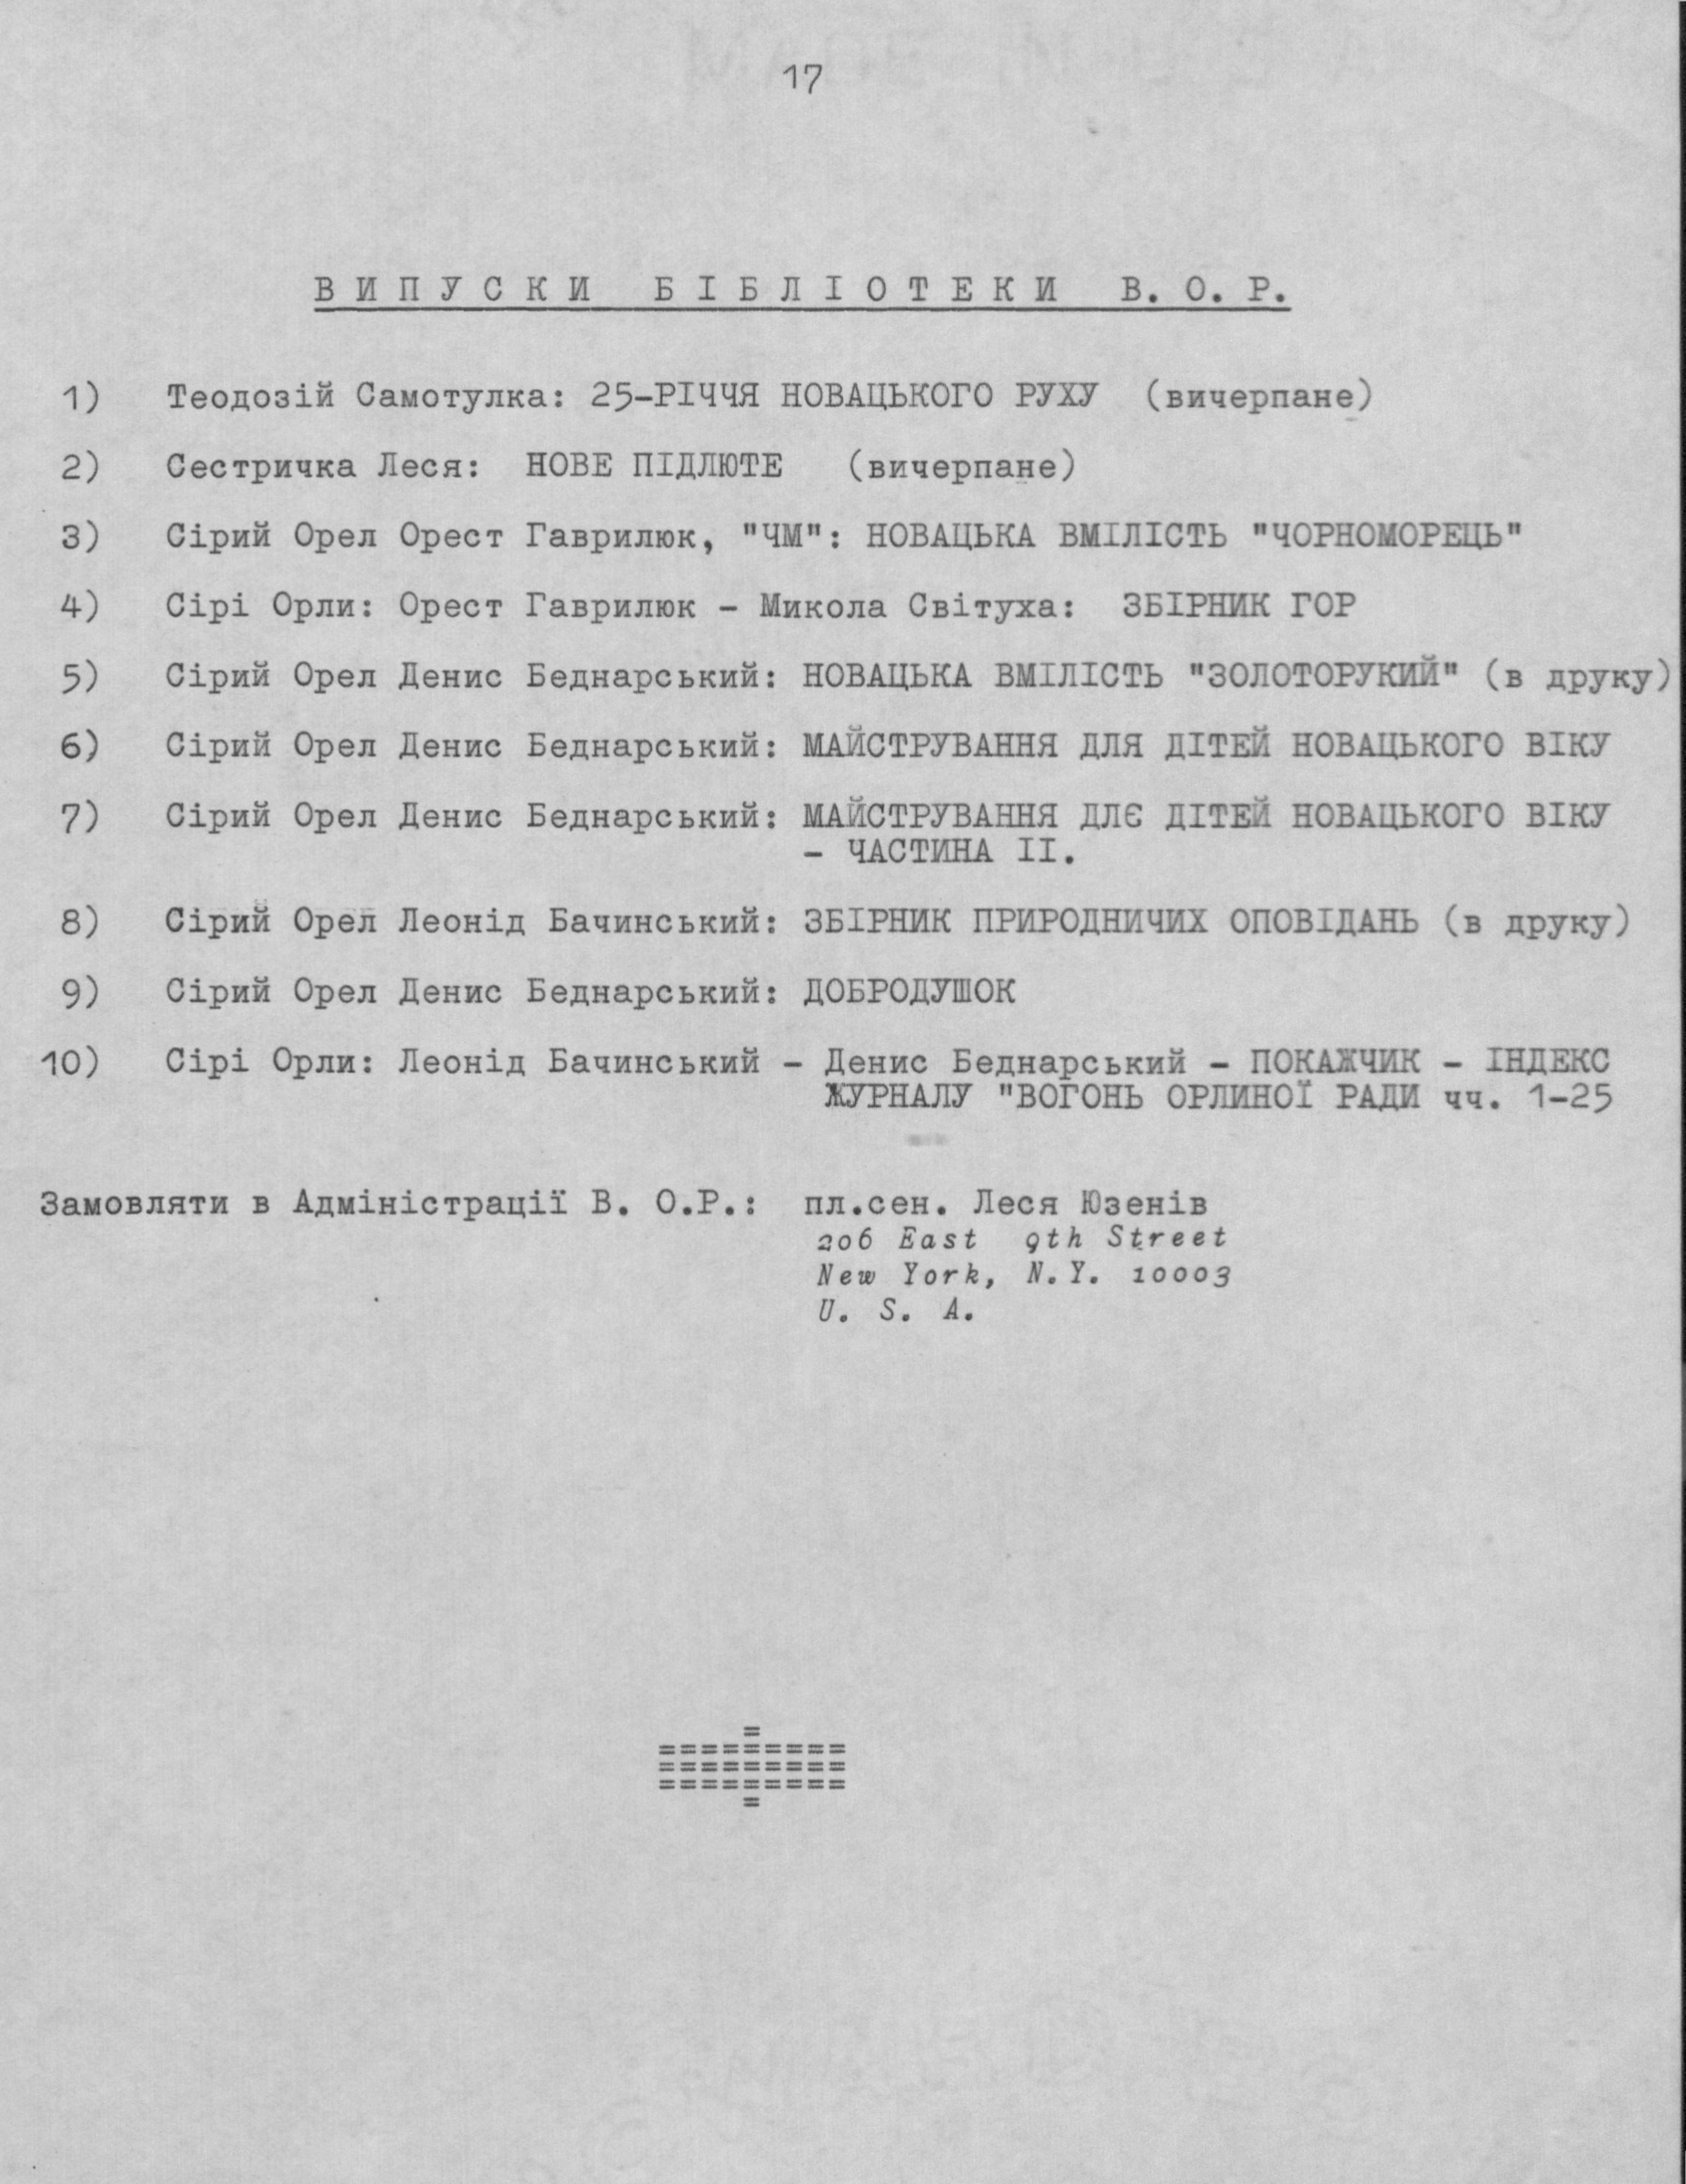 17
ВИПУСКИ БІБЛІОТЕКИ В.О.Р.
1) Теодозій Самотулка: 25-РІЧЧЯ НОВАЦЬКОГО РУХУ (вичерпане)
2) Сестричка Леся: НОВЕ ПІДЛЮТЕ (вичерпане)
3) Сірий Орел Орест Гаврилюк, "ЧМ": НОВАЦЬКА ВМІЛІСТЬ "ЧОРНОМОРЕЦЬ"
4) Сірі Орли: Орест Гаврилюк - Микола Світуха: ЗБІРНИК ГОР
5) Сірий Орел Денис Беднарський: НОВАЦЬКА ВМІЛІСТЬ "ЗОЛОТОРУКИЙ" (в друку)
6) Сірий Орел Денис Беднарський: МАЙСТРУВАННЯ ДЛЯ ДІТЕЙ НОВАЦЬКОГО ВІКУ
7) Сірий Орел Денис Беднарський: МАЙСТРУВАННЯ ДЛЄ ДІТЕЙ НОВАЦЬКОГО ВІКУ
- ЧАСТИНА ІІ.
8) Сірий Орел Леонід Бачинський: ЗБІРНИК ПРИРОДНИЧИХ ОПОВІДАНЬ (в друку)
9) Сірий Орел Денис Беднарський: ДОБРОДУШОК
10) Сірі Орли: Леонід Бачинський - Денис Беднарський - ПОКАЖЧИК - ІНДЕКС
ЖУРНАЛУ "ВОГОНЬ ОРЛИНОЇ РАДИ чч. 1-25
Замовляти в Адміністрації В. О.Р.: пл.сен. Леся Юзенів
206 East 9th Street
New York, N.Y. 10003
U. S. A.
=
=========
=========
=========
=